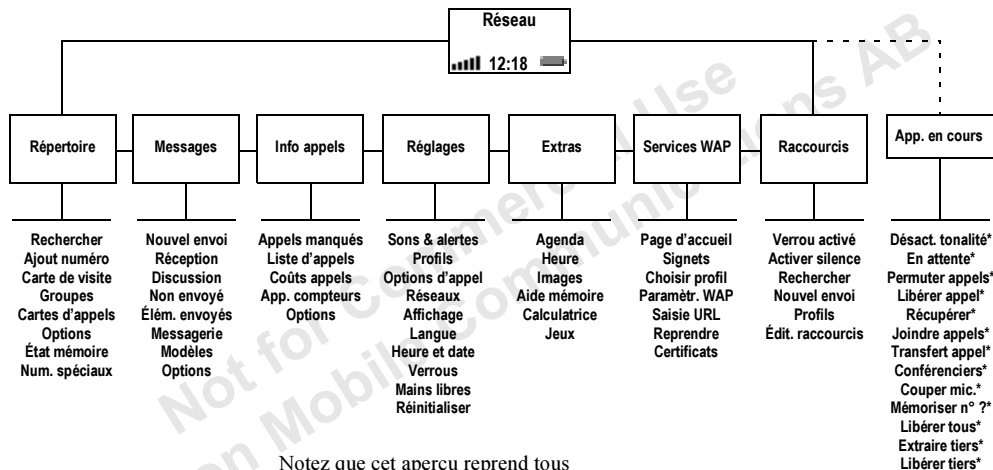 Réseau
12:18
Répertoire
Messages
Info appels
Réglages
Extras
Services WAP
Raccourcis
App. en cours
Rechercher
Ajout numéro
Carte de visite
Groupes
Cartes d'appels
Options
État mémoire
Num. spéciaux
Nouvel envoi
Réception
Discussion
Non envoyé
Élém. envoyés
Messagerie
Modèles
Options
Appels manqués
Liste d'appels
Coûts appels
App. compteurs
Options
Sons & alertes
Profils
Options d'appel
Réseaux
Affichage
Langue
Heure et date
Verrous
Mains libres
Réinitialiser
Agenda
Heure
Images
Aide mémoire
Calculatrice
Jeux
Page d'accueil
Signets
Choisir profil
Paramètr. WAP
Saisie URL
Reprendre
Certificats
Verrou activé
Activer silence
Rechercher
Nouvel envoi
Profils
Édit. raccourcis
Désact. tonalité*
En attente*
Permuter appels*
Libérer appel*
Récupérer*
Joindre appels*
Transfert appel*
Conférenciers*
Couper mic.*
Mémoriser n° ?*
Libérer tous*
Extraire tiers*
Libérer tiers*
Notez que cet aperçu reprend tous
Not for Commercial Use
Mobile Communications AB